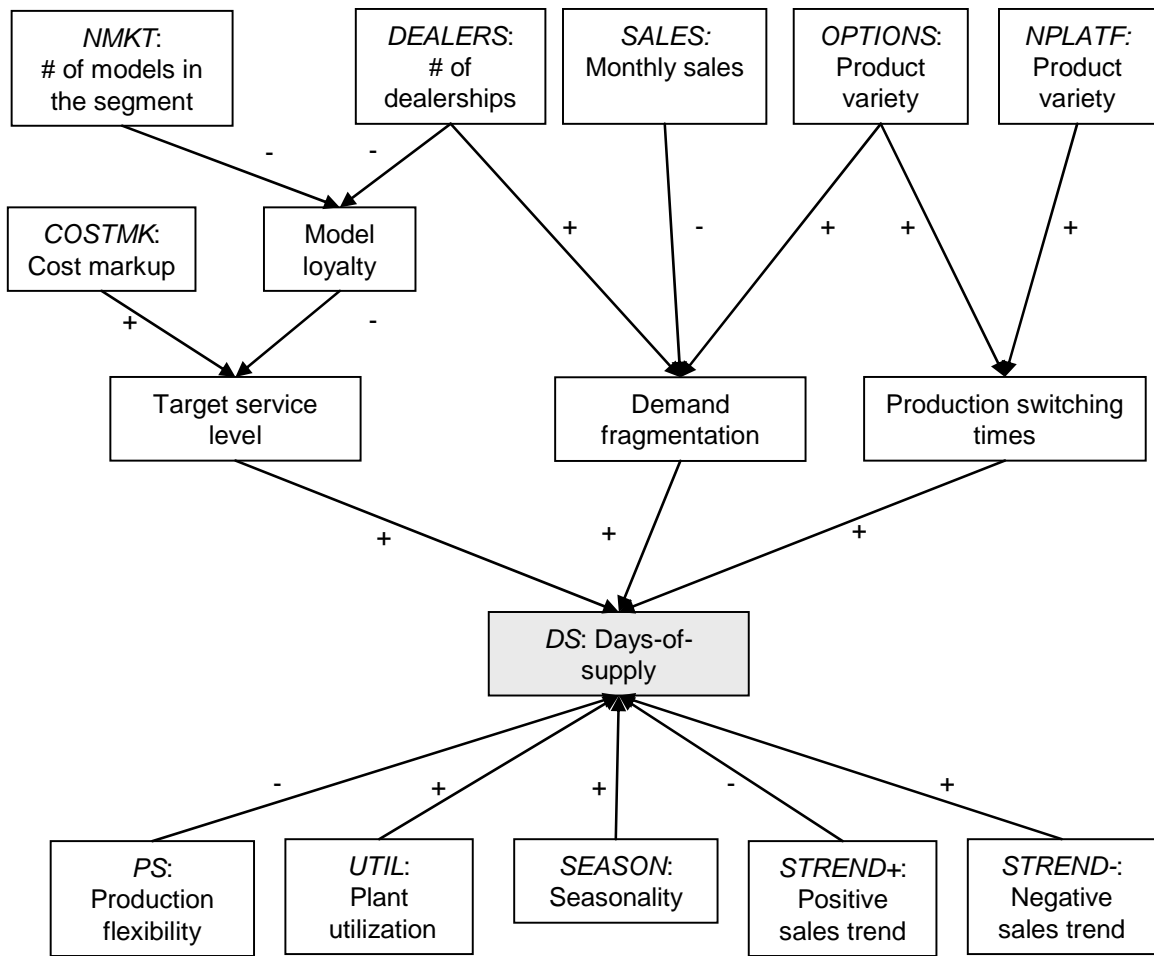 NMKT:
# of models in
the segment
DEALERS:
# of
dealerships
SALES:
Monthly sales
OPTIONS:
Product
variety
NPLATF:
Product
variety
-
-
COSTMK:
Cost markup
Model
loyalty
+
-
+
+
+
+
-
Target service
level
Demand
fragmentation
Production switching
times
+
+
+
DS: Days-of-
supply
-
+
+
-
+
PS:
Production
flexibility
UTIL:
Plant
utilization
SEASON:
Seasonality
STREND+:
Positive
sales trend
STREND-:
Negative
sales trend